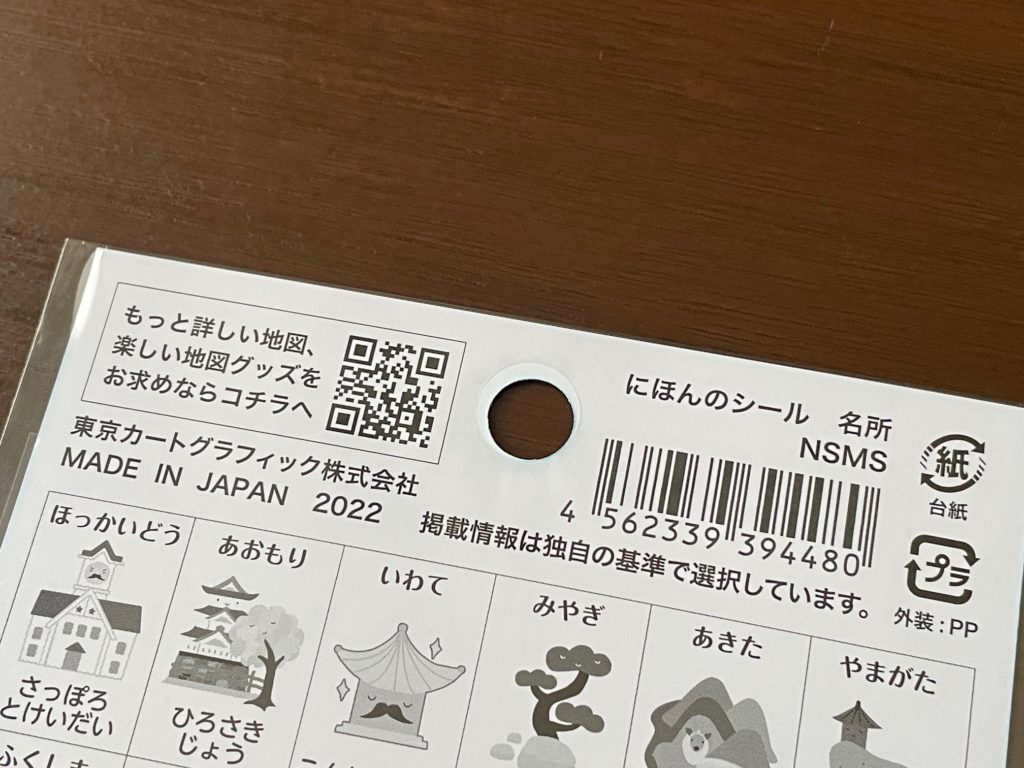 もっと詳しい地図、
楽しい地図グッズを
お求めならコチラへ
にほんのシール　名所
NSMS
紙
台紙
東京カートグラフィック株式会社
MADE IN JAPAN 2022
4 562339 394480
掲載情報は独自の基準で選択しています。
プラ
外装:PP
ほっかいどう
あおもり
いわて
みやぎ
あきた
やまがた
さっぽろ
とけいだい
ひろさき
じょう